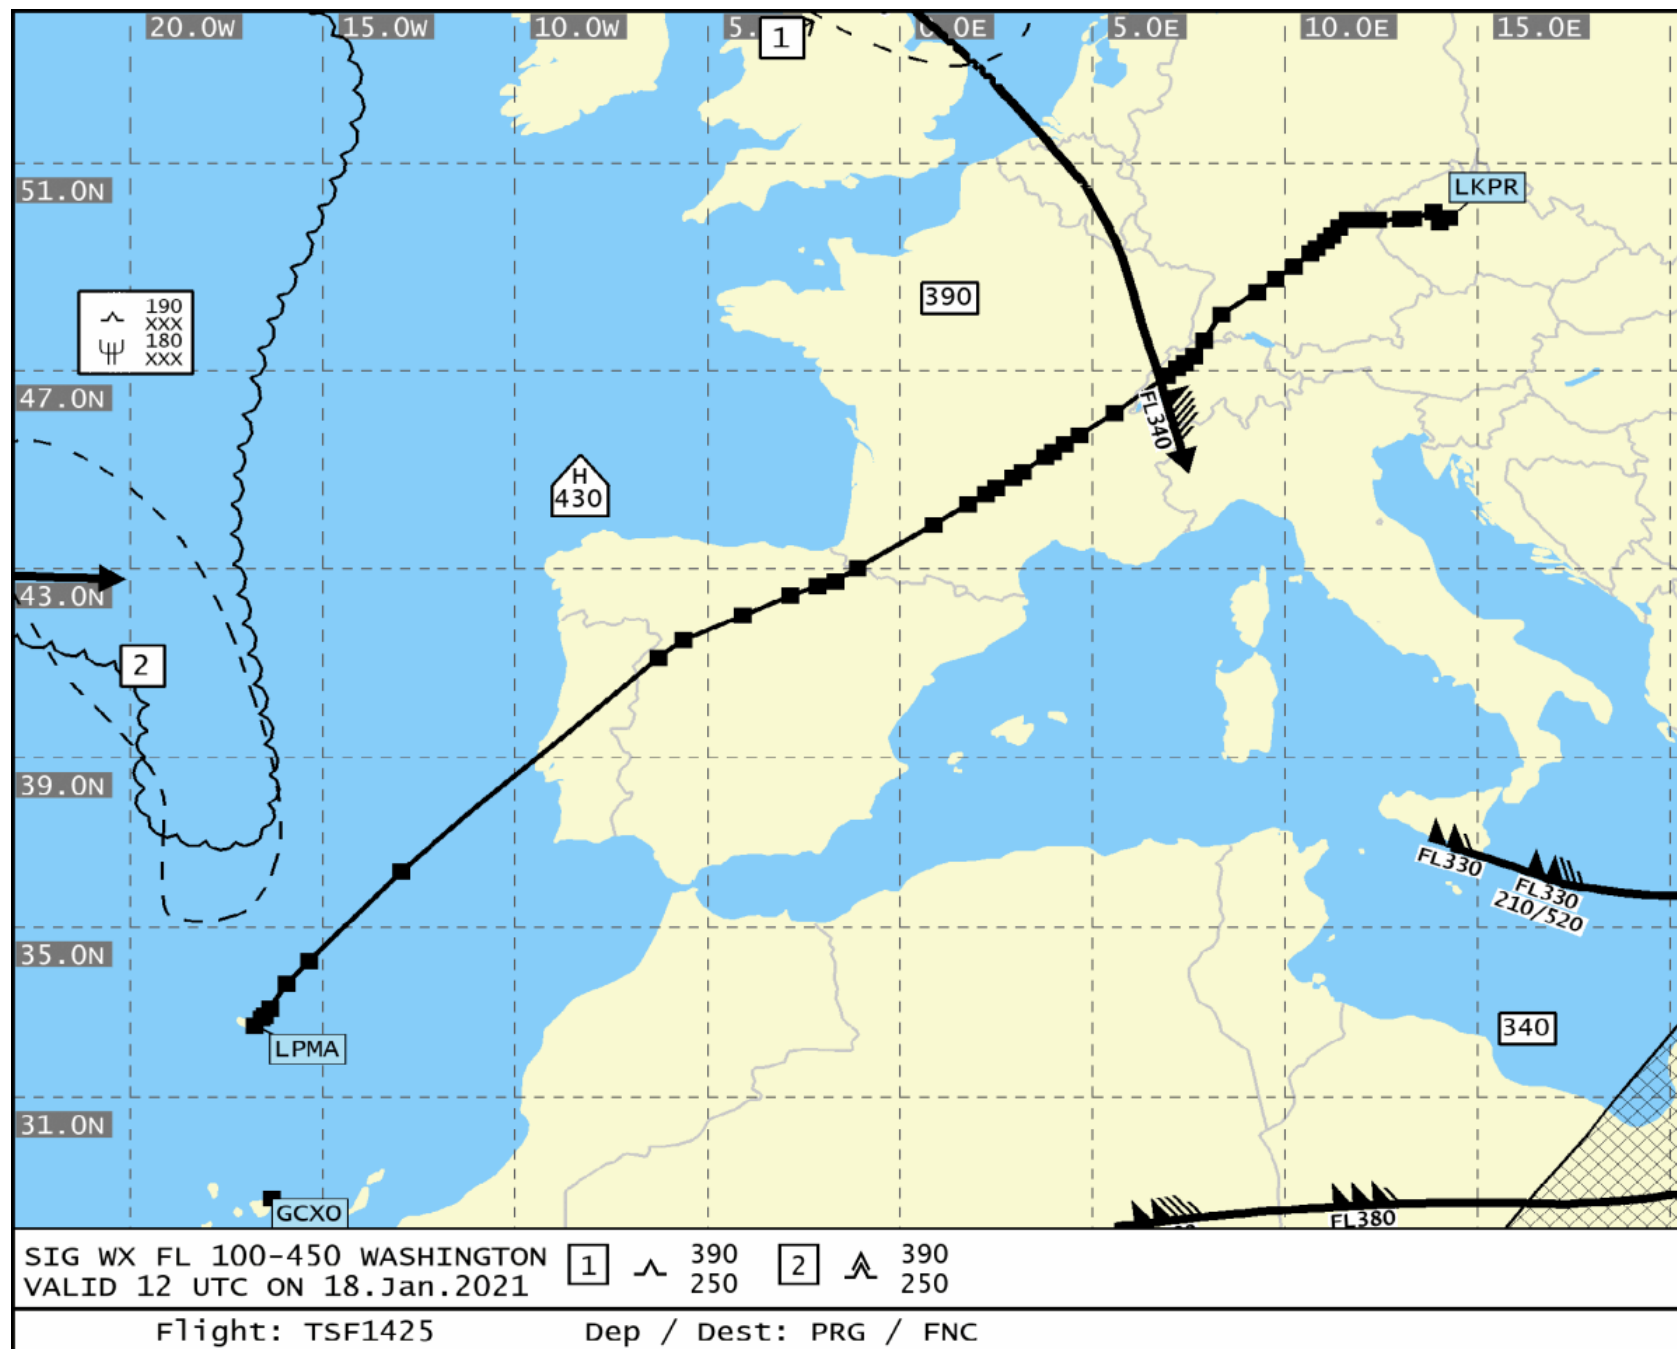 20.0W 15.0W 10.0W 5. 0.0E 5.0E 10.0E 15.0E
1
51.0N
LKPR
390
190
XXX
180
XXX
47.0N
FL340
H
430
43.0N
2
39.0N
FL330
FL330
210/520
35.0N
340
LPMA
31.0N
GCXO
FL380
SIG WX FL 100-450 WASHINGTON
VALID 12 UTC ON 18.Jan.2021
1 390
250
2 390
250
Flight: TSF1425 Dep / Dest: PRG / FNC